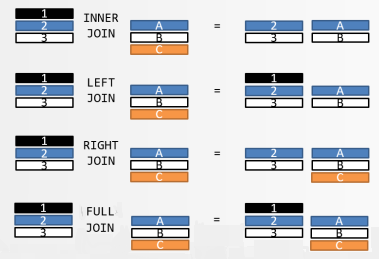 1
INNER
JOIN
2 A = 2 A
3 B 3 B
C
1 LEFT 1
2 JOIN A = 2 A
3 B 3 B
C
1 RIGHT
2 JOIN A = 2 A
3 B 3 B
C C
1 FULL 1
2 JOIN A = 2 A
3 B 3 B
C C